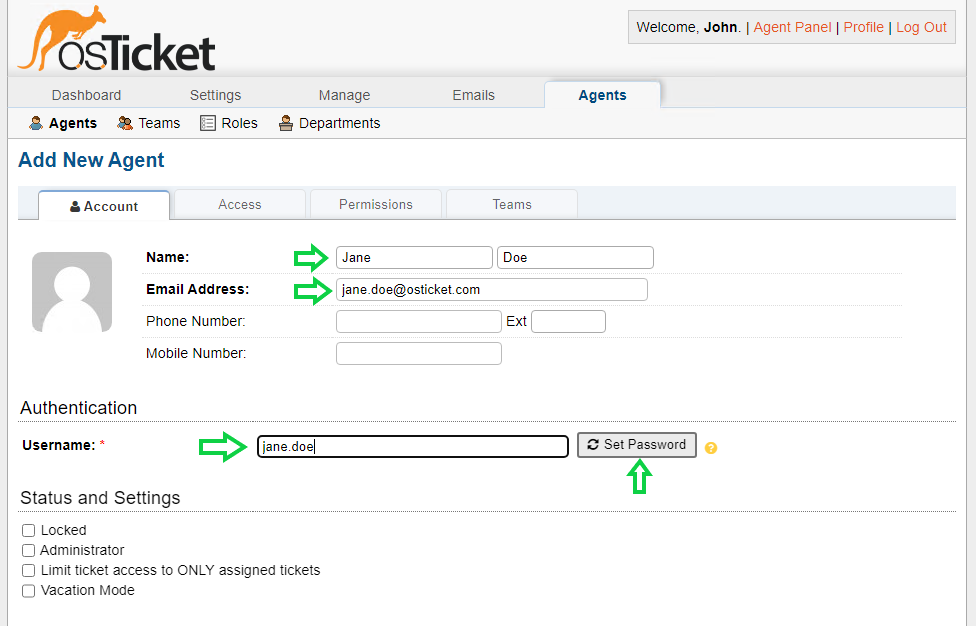 osTicket
Welcome, John. | Agent Panel | Profile | Log Out
Dashboard Settings Manage Emails Agents
Agents Teams Roles Departments
Add New Agent
Account Access Permissions Teams
Name: Jane Doe
Email Address: jane.doe@osticket.com
Phone Number: Ext
Mobile Number:
Authentication
Username: * jane.doe Set Password ?
Status and Settings
Locked
Administrator
Limit ticket access to ONLY assigned tickets
Vacation Mode